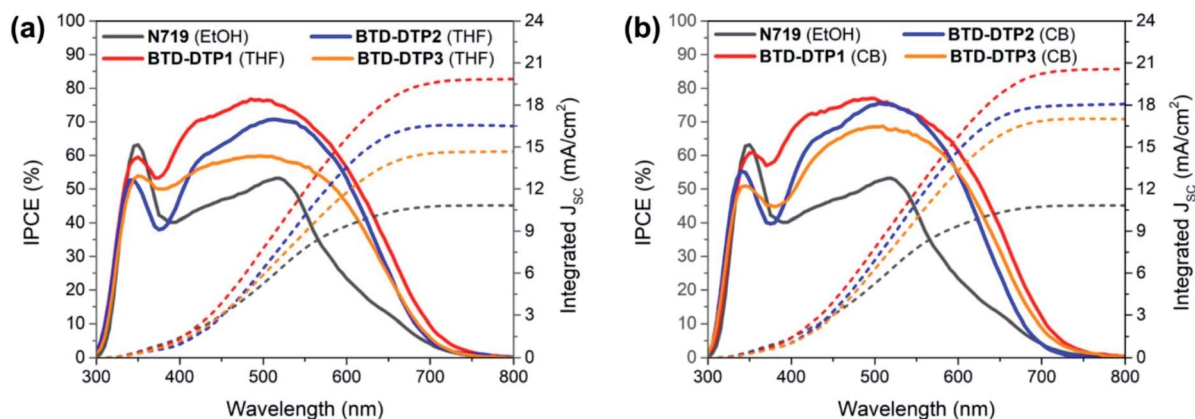 (a)
N719 (EtOH)
BTD-DTP2 (THF)
BTD-DTP1 (THF)
BTD-DTP3 (THF)
100
90
80
70
60
50
40
30
20
10
0
IPCE (%)
24
21
18
15
12
9
6
3
0
Integrated JSC (mA/cm2)
300 400 500 600 700 800
Wavelength (nm)
(b)
N719 (EtOH)
BTD-DTP2 (CB)
BTD-DTP1 (CB)
BTD-DTP3 (CB)
100
90
80
70
60
50
40
30
20
10
0
IPCE (%)
24
21
18
15
12
9
6
3
0
Integrated JSC (mA/cm2)
300 400 500 600 700 800
Wavelength (nm)